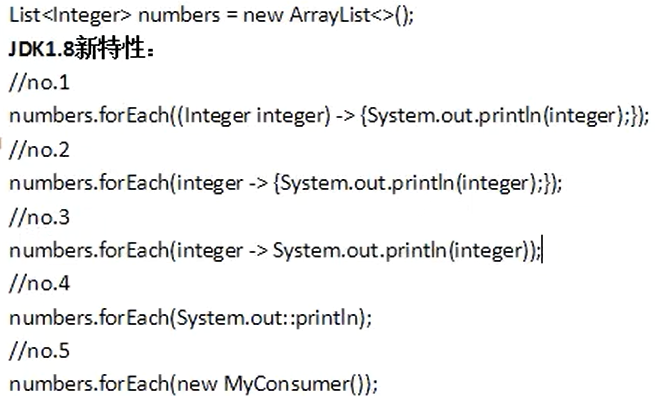 List<Integer> numbers = new ArrayList<>();
JDK1.8新特性：
//no.1
numbers.forEach((Integer integer) -> {System.out.println(integer);});
//no.2
numbers.forEach(integer -> {System.out.println(integer);});
//no.3
numbers.forEach(integer -> System.out.println(integer));
//no.4
numbers.forEach(System.out::println);
//no.5
numbers.forEach(new MyConsumer());